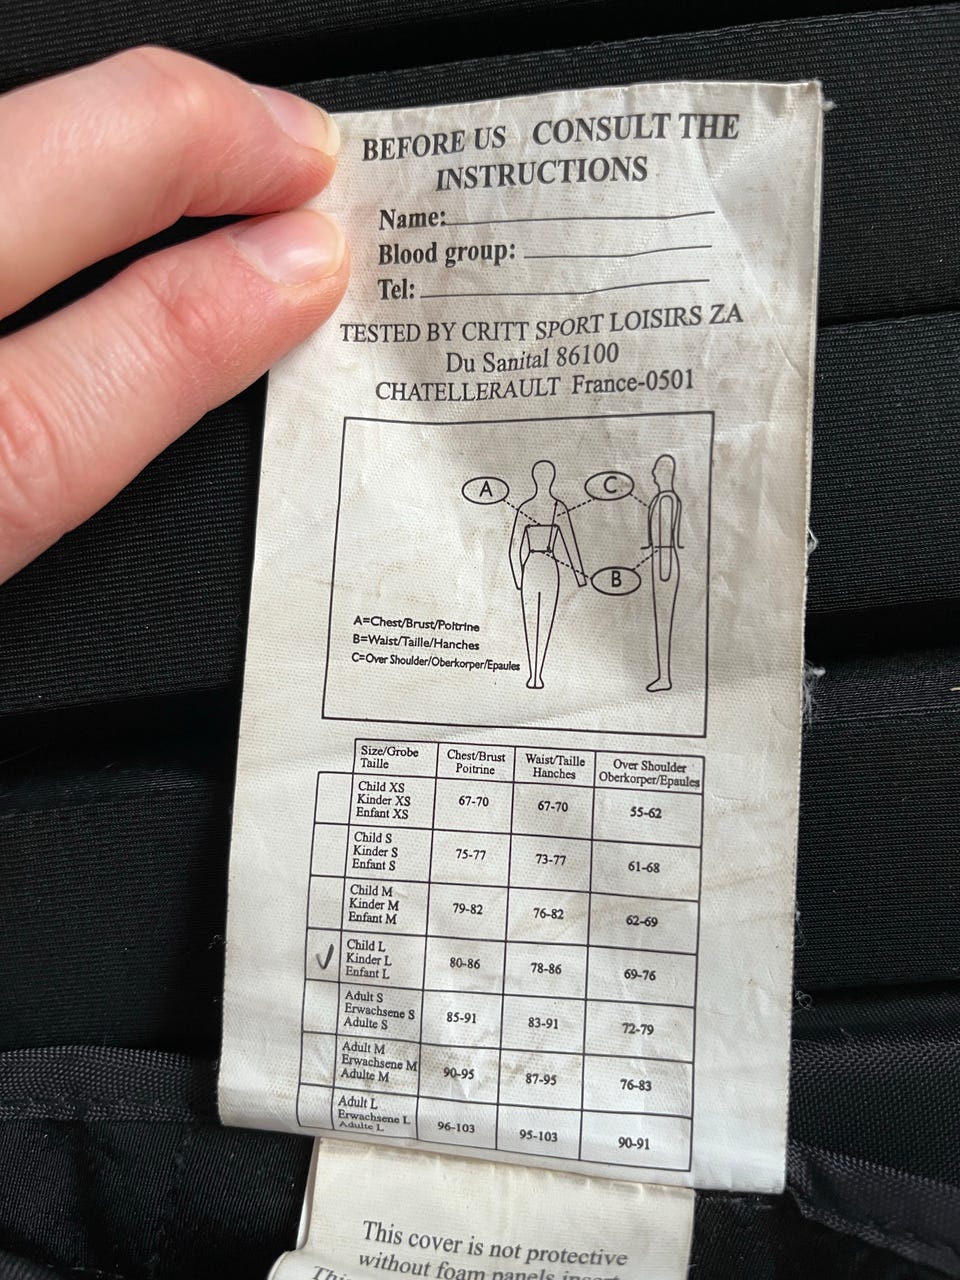 BEFORE US CONSULT THE
INSTRUCTIONS
Name:
Blood group:
Tel:
TESTED BY CRITT SPORT LOISIRS ZA
Du Sanital 86100
CHATELLERAULT France-0501
A
C
B
A=Chest/Brust/Poitrine
B=Waist/Taille/Hanches
C=Over Shoulder/Oberkorper/Epaules
Size/Grobe
Taille
Chest/Brust
Poitrine
Waist/Taille
Hanches
Over Shoulder
Oberkorper/Epaules
Child XS
Kinder XS
Enfant XS
67-70
67-70
55-62
Child S
Kinder S
Enfant S
75-77
73-77
61-68
Child M
Kinder M
Enfant M
79-82
76-82
62-69
✓
Child L
Kinder L
Enfant L
80-86
78-86
69-76
Adult S
Erwachsene S
Adulte S
85-91
83-91
72-79
Adult M
Erwachsene M
Adulte M
90-95
87-95
76-83
Adult L
Erwachsene L
Adulte L
96-103
95-103
90-91
This cover is not protective
without foam panels